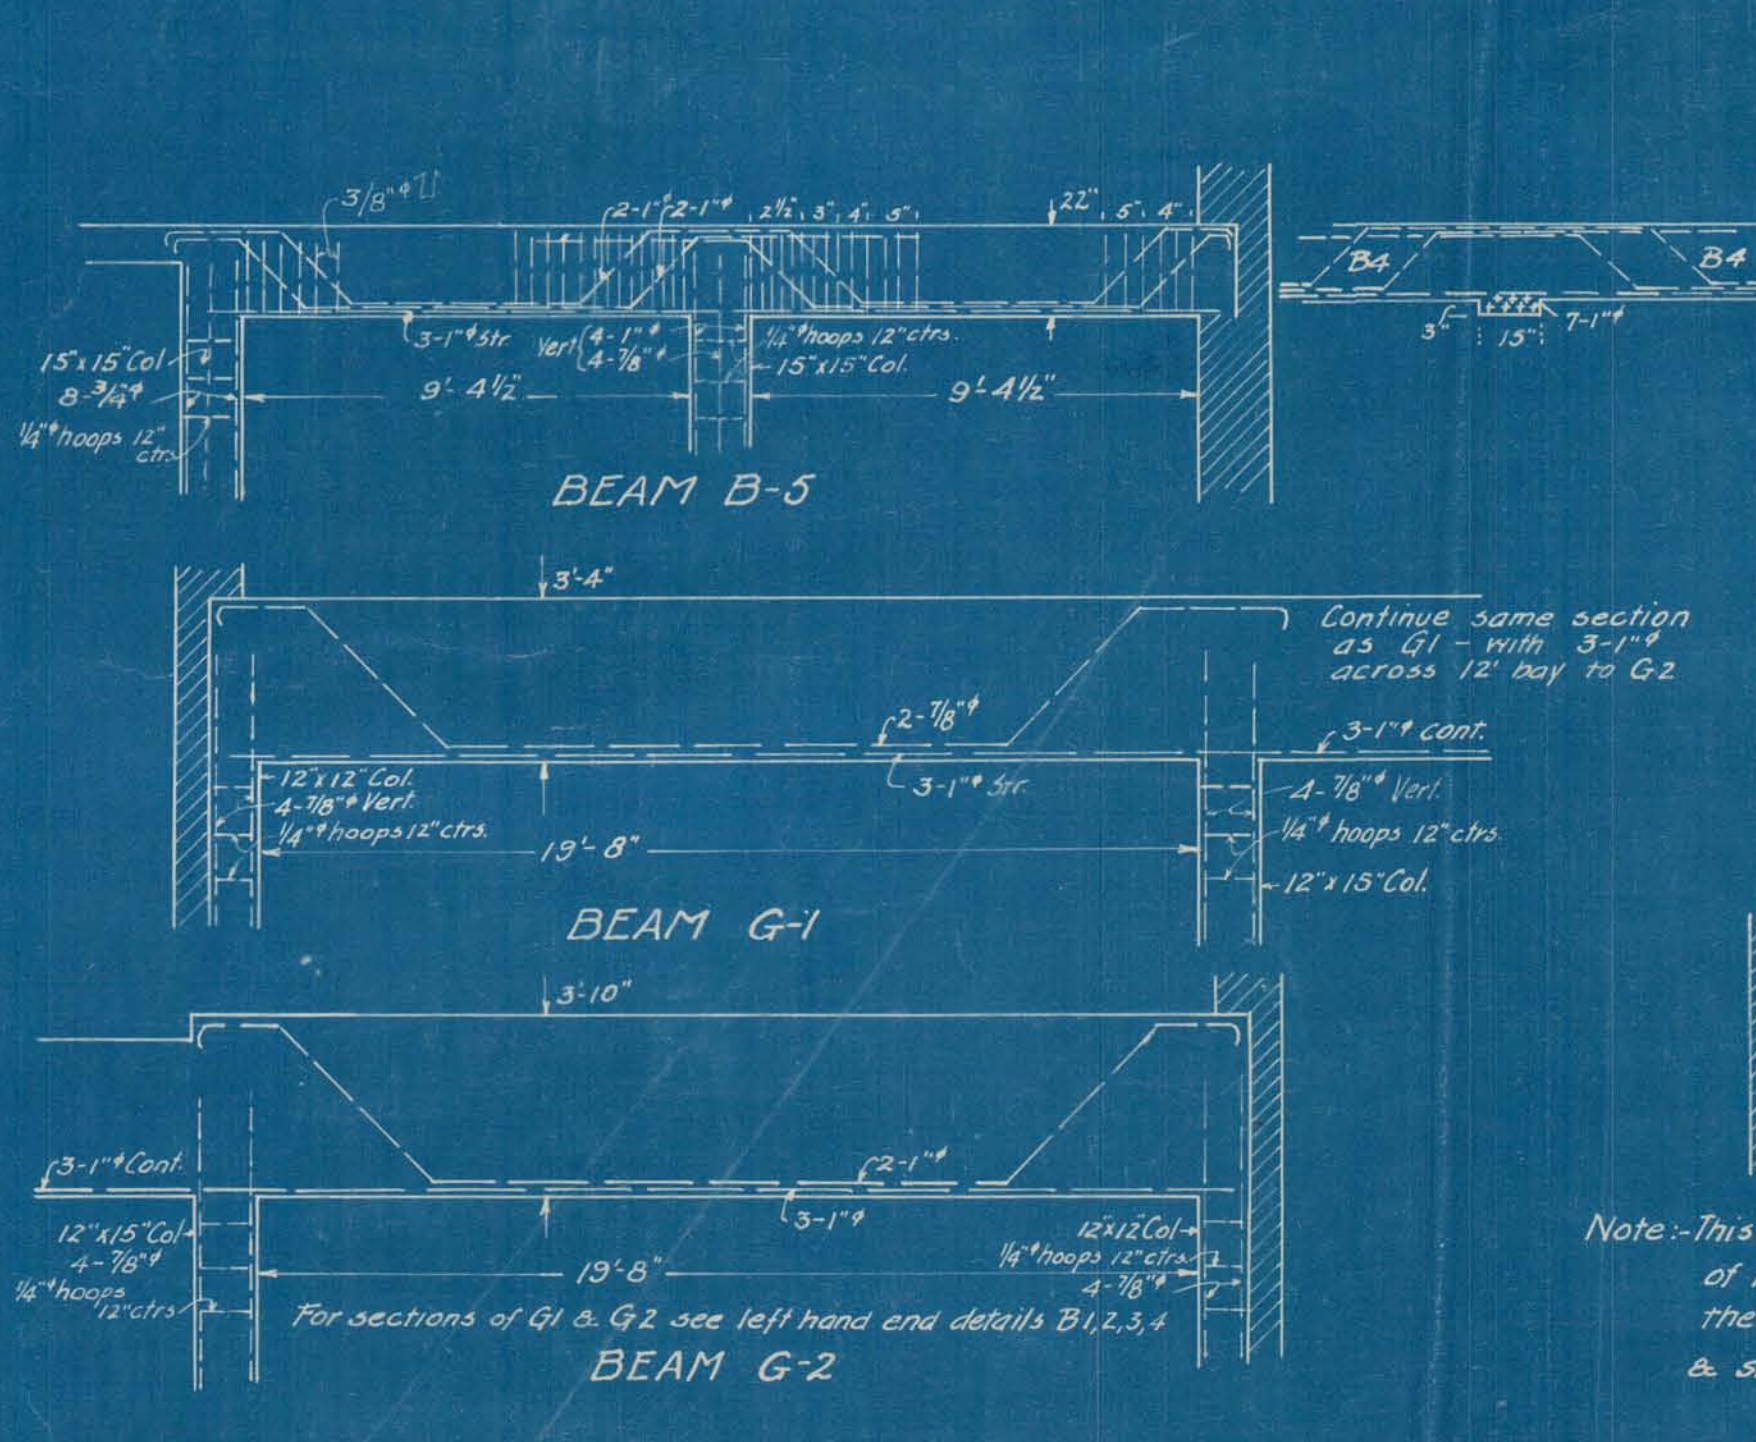 3/8"ϕ
2-1"ϕ 2-1"ϕ
2½" 3" 4" 5"
22" 5" 4"
3-1"ϕ Str.
Vert. { 4-1"ϕ
4-7/8"ϕ
¼"ϕ hoops 12" ctrs.
15"x15" Col.
15"x15" Col
8-3/4"ϕ
¼"ϕ hoops 12"
ctrs.
9'-4½"
9'-4½"
BEAM B-5
B4
B4
3"
15"
7-1"ϕ
3'-4"
Continue same section
as G1 - with 3-1"ϕ
across 12' bay to G2
2-7/8"ϕ
3-1"ϕ Str.
3-1"ϕ cont.
12"x12" Col.
4-7/8"ϕ Vert.
¼"ϕ hoops 12" ctrs.
19'-8"
4-7/8"ϕ Vert.
¼"ϕ hoops 12" ctrs.
12"x15" Col.
BEAM G-1
3'-10"
3-1"ϕ Cont.
2-1"ϕ
3-1"ϕ
12"x15" Col
4-7/8"ϕ
¼"ϕ hoops
12" ctrs
19'-8"
12"x12" Col
¼"ϕ hoops 12" ctrs.
4-7/8"ϕ
For sections of G1 & G2 see left hand end details B1,2,3,4
BEAM G-2
Note:-This
of
the
&